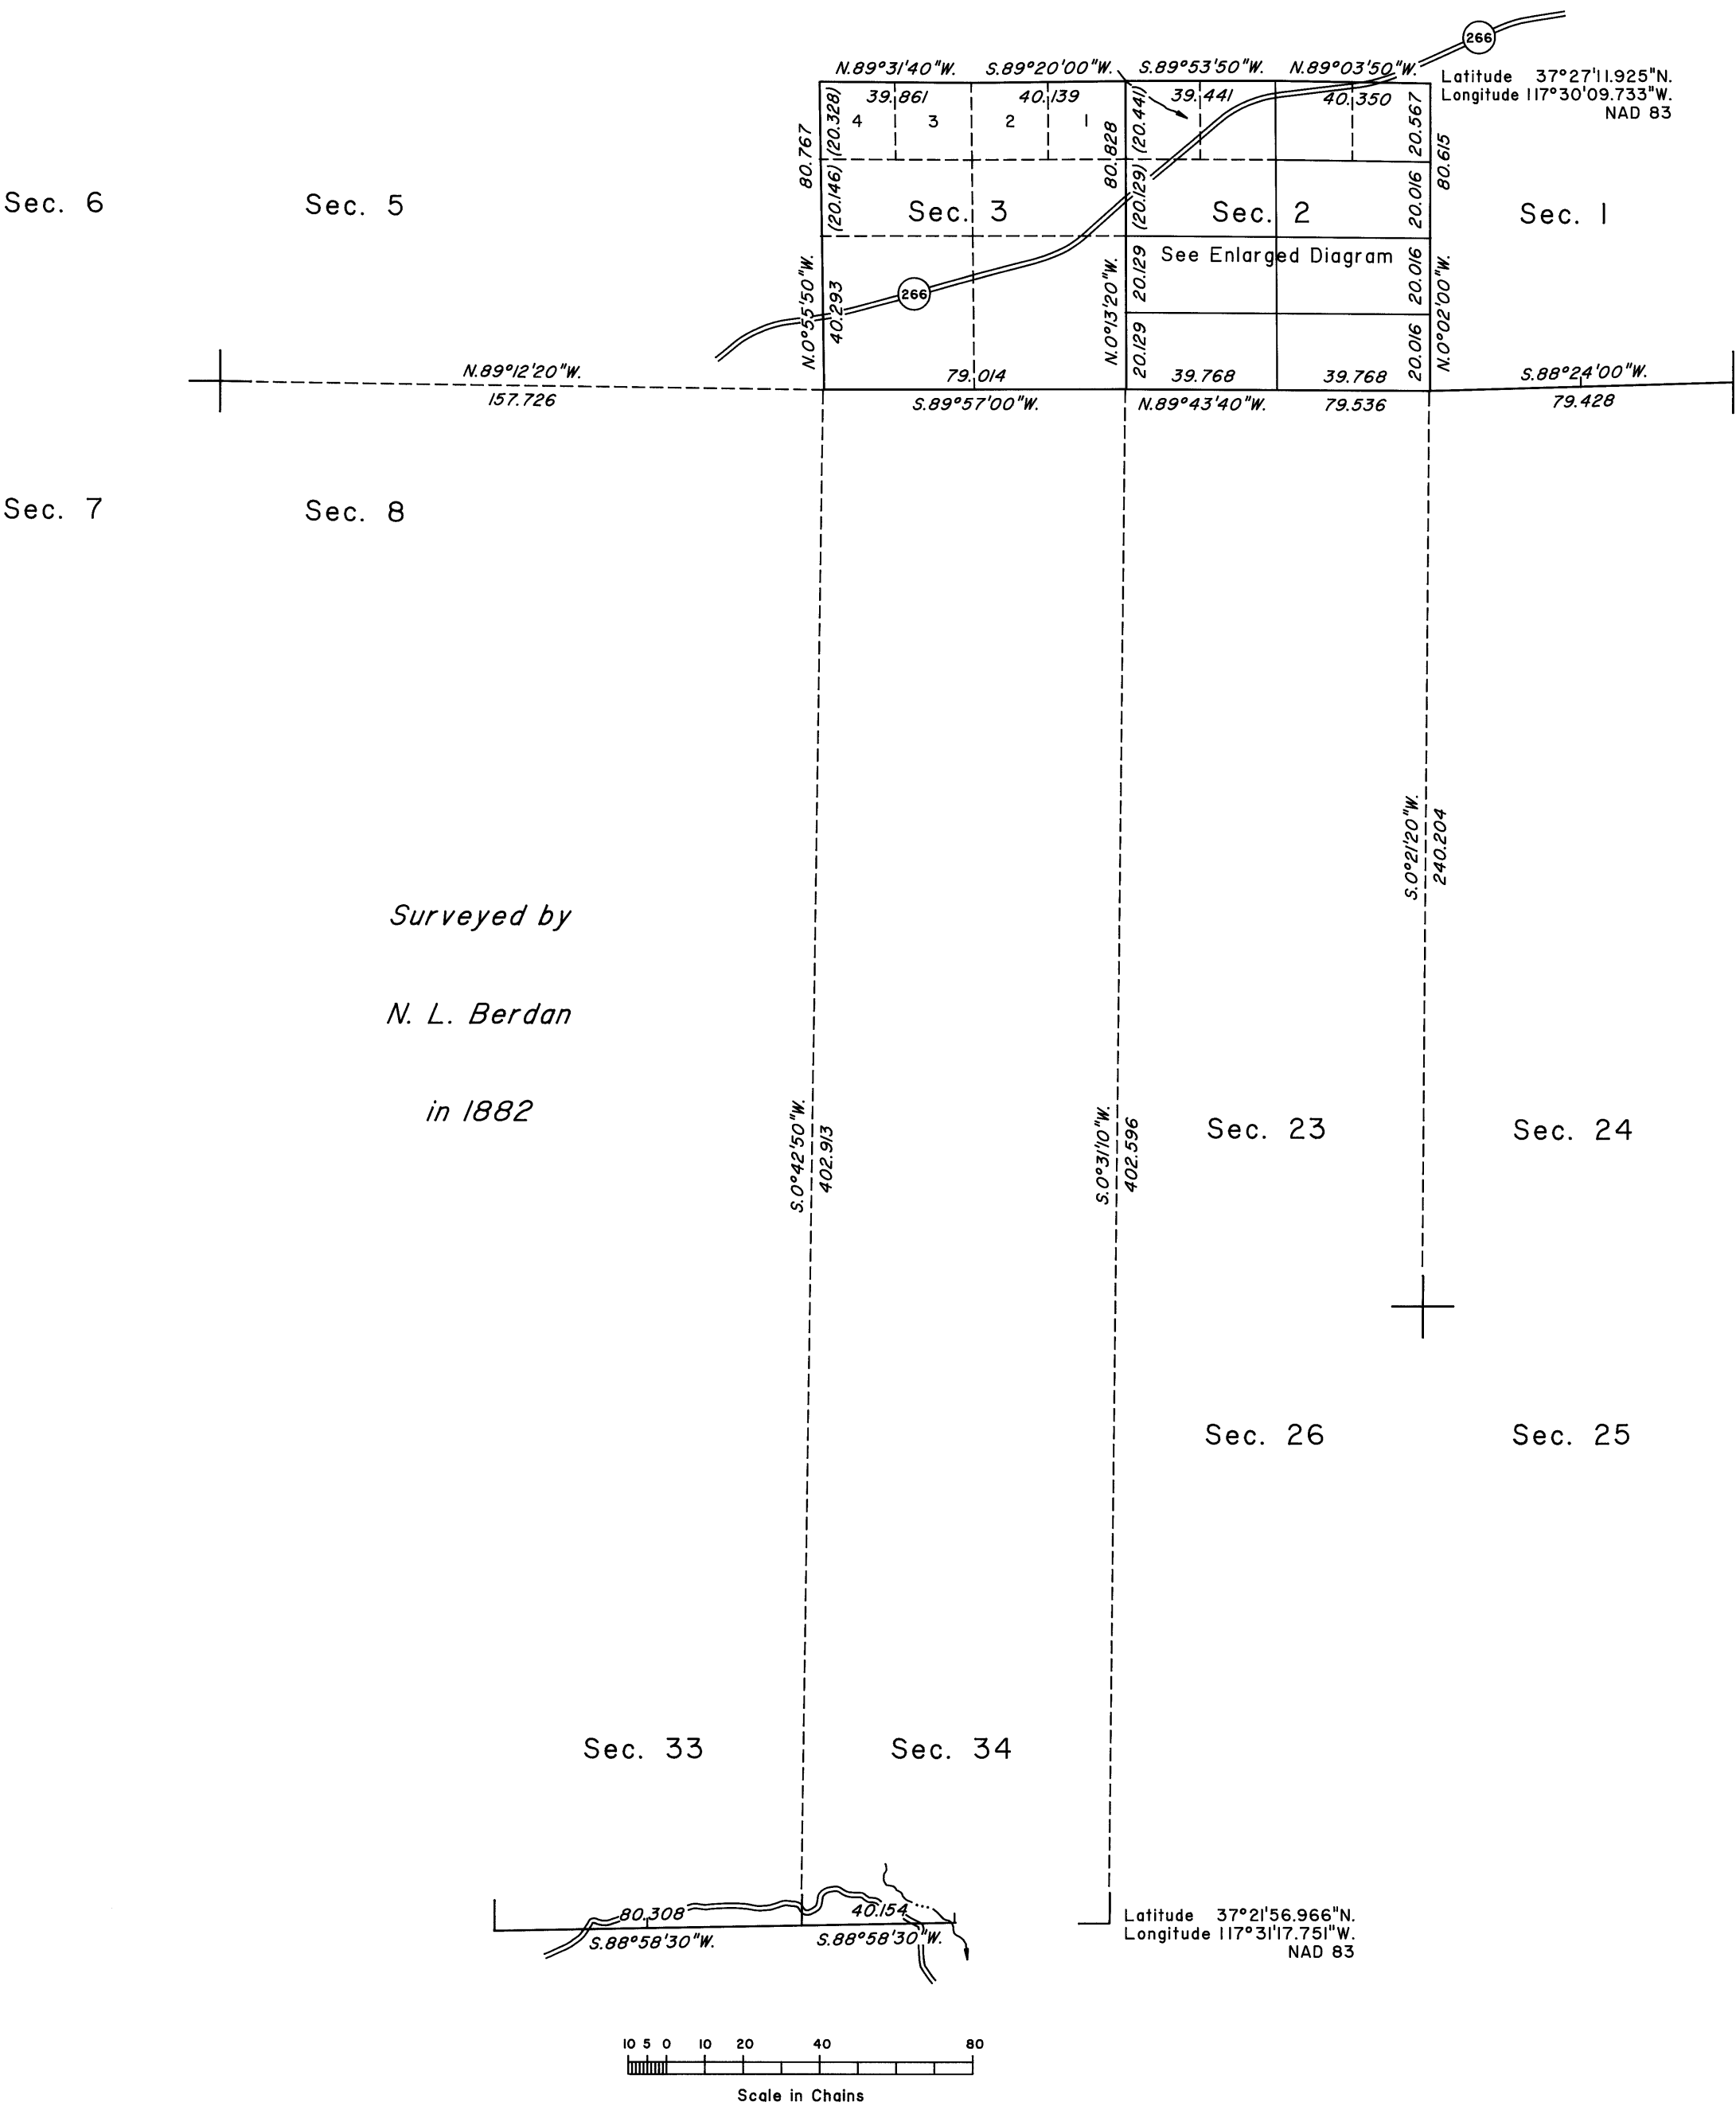 266
N.89°31'40"W. S.89°20'00"W. S.89°53'50"W. N.89°03'50"W.
Latitude 37°27'11.925"N.
Longitude 117°30'09.733"W.
NAD 83
39.861 40.139 39.441 40.350
4 3 2 1
80.767
(20.328)
80.828
(20.441)
20.567
80.615
(20.146)
(20.129)
20.016
Sec. 6 Sec. 5 Sec. 3 Sec. 2 Sec. 1
See Enlarged Diagram
266
N.0°55'50"W.
40.293
N.0°13'20"W.
20.129
20.016
N.0°02'00"W.
20.129
20.016
N.89°12'20"W.
157.726
79.014 39.768 39.768
S.89°57'00"W. N.89°43'40"W. 79.536
S.88°24'00"W.
79.428
Sec. 7 Sec. 8
S.0°21'20"W.
240.204
Surveyed by
N. L. Berdan
in 1882
S.0°42'50"W.
402.913
S.0°31'10"W.
402.596
Sec. 23 Sec. 24
Sec. 26 Sec. 25
Sec. 33 Sec. 34
80.308 40.154
S.88°58'30"W. S.88°58'30"W.
Latitude 37°21'56.966"N.
Longitude 117°31'17.751"W.
NAD 83
10 5 0 10 20 40 80
Scale in Chains